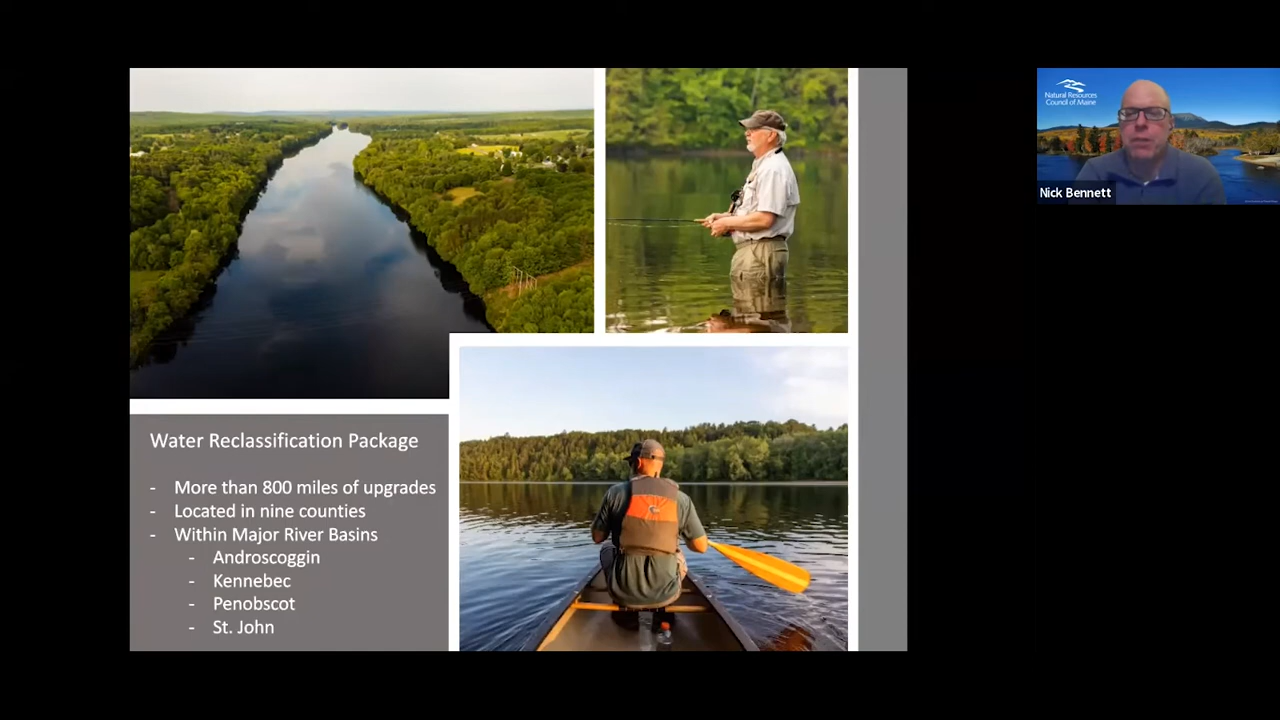 Water Reclassification Package
- More than 800 miles of upgrades
- Located in nine counties
- Within Major River Basins
- Androscoggin
- Kennebec
- Penobscot
- St. John
Natural Resources
Council of Maine
Nick Bennett